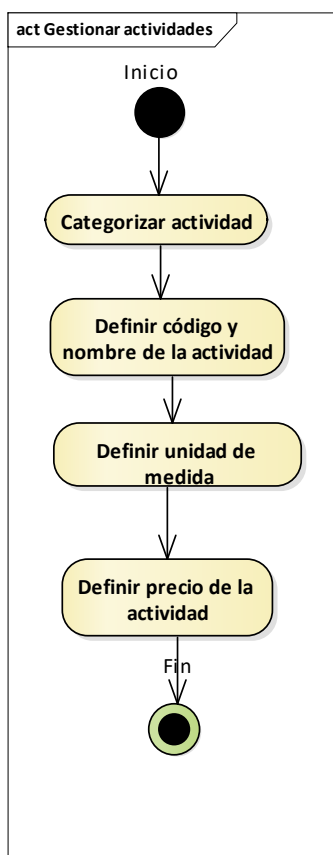 act Gestionar actividades
Inicio
Categorizar actividad
Definir código y
nombre de la actividad
Definir unidad de
medida
Definir precio de la
actividad
Fin